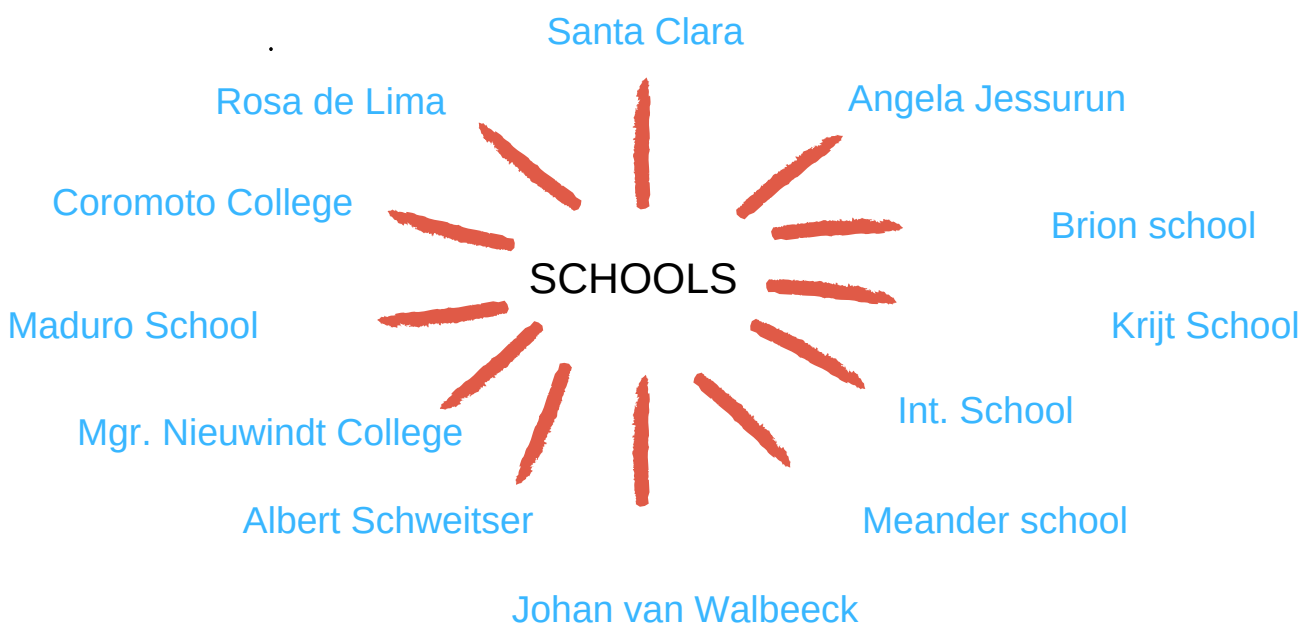 Santa Clara
Rosa de Lima
Angela Jessurun
Coromoto College
Brion school
SCHOOLS
Maduro School
Krijt School
Int. School
Mgr. Nieuwindt College
Albert Schweitser
Meander school
Johan van Walbeeck